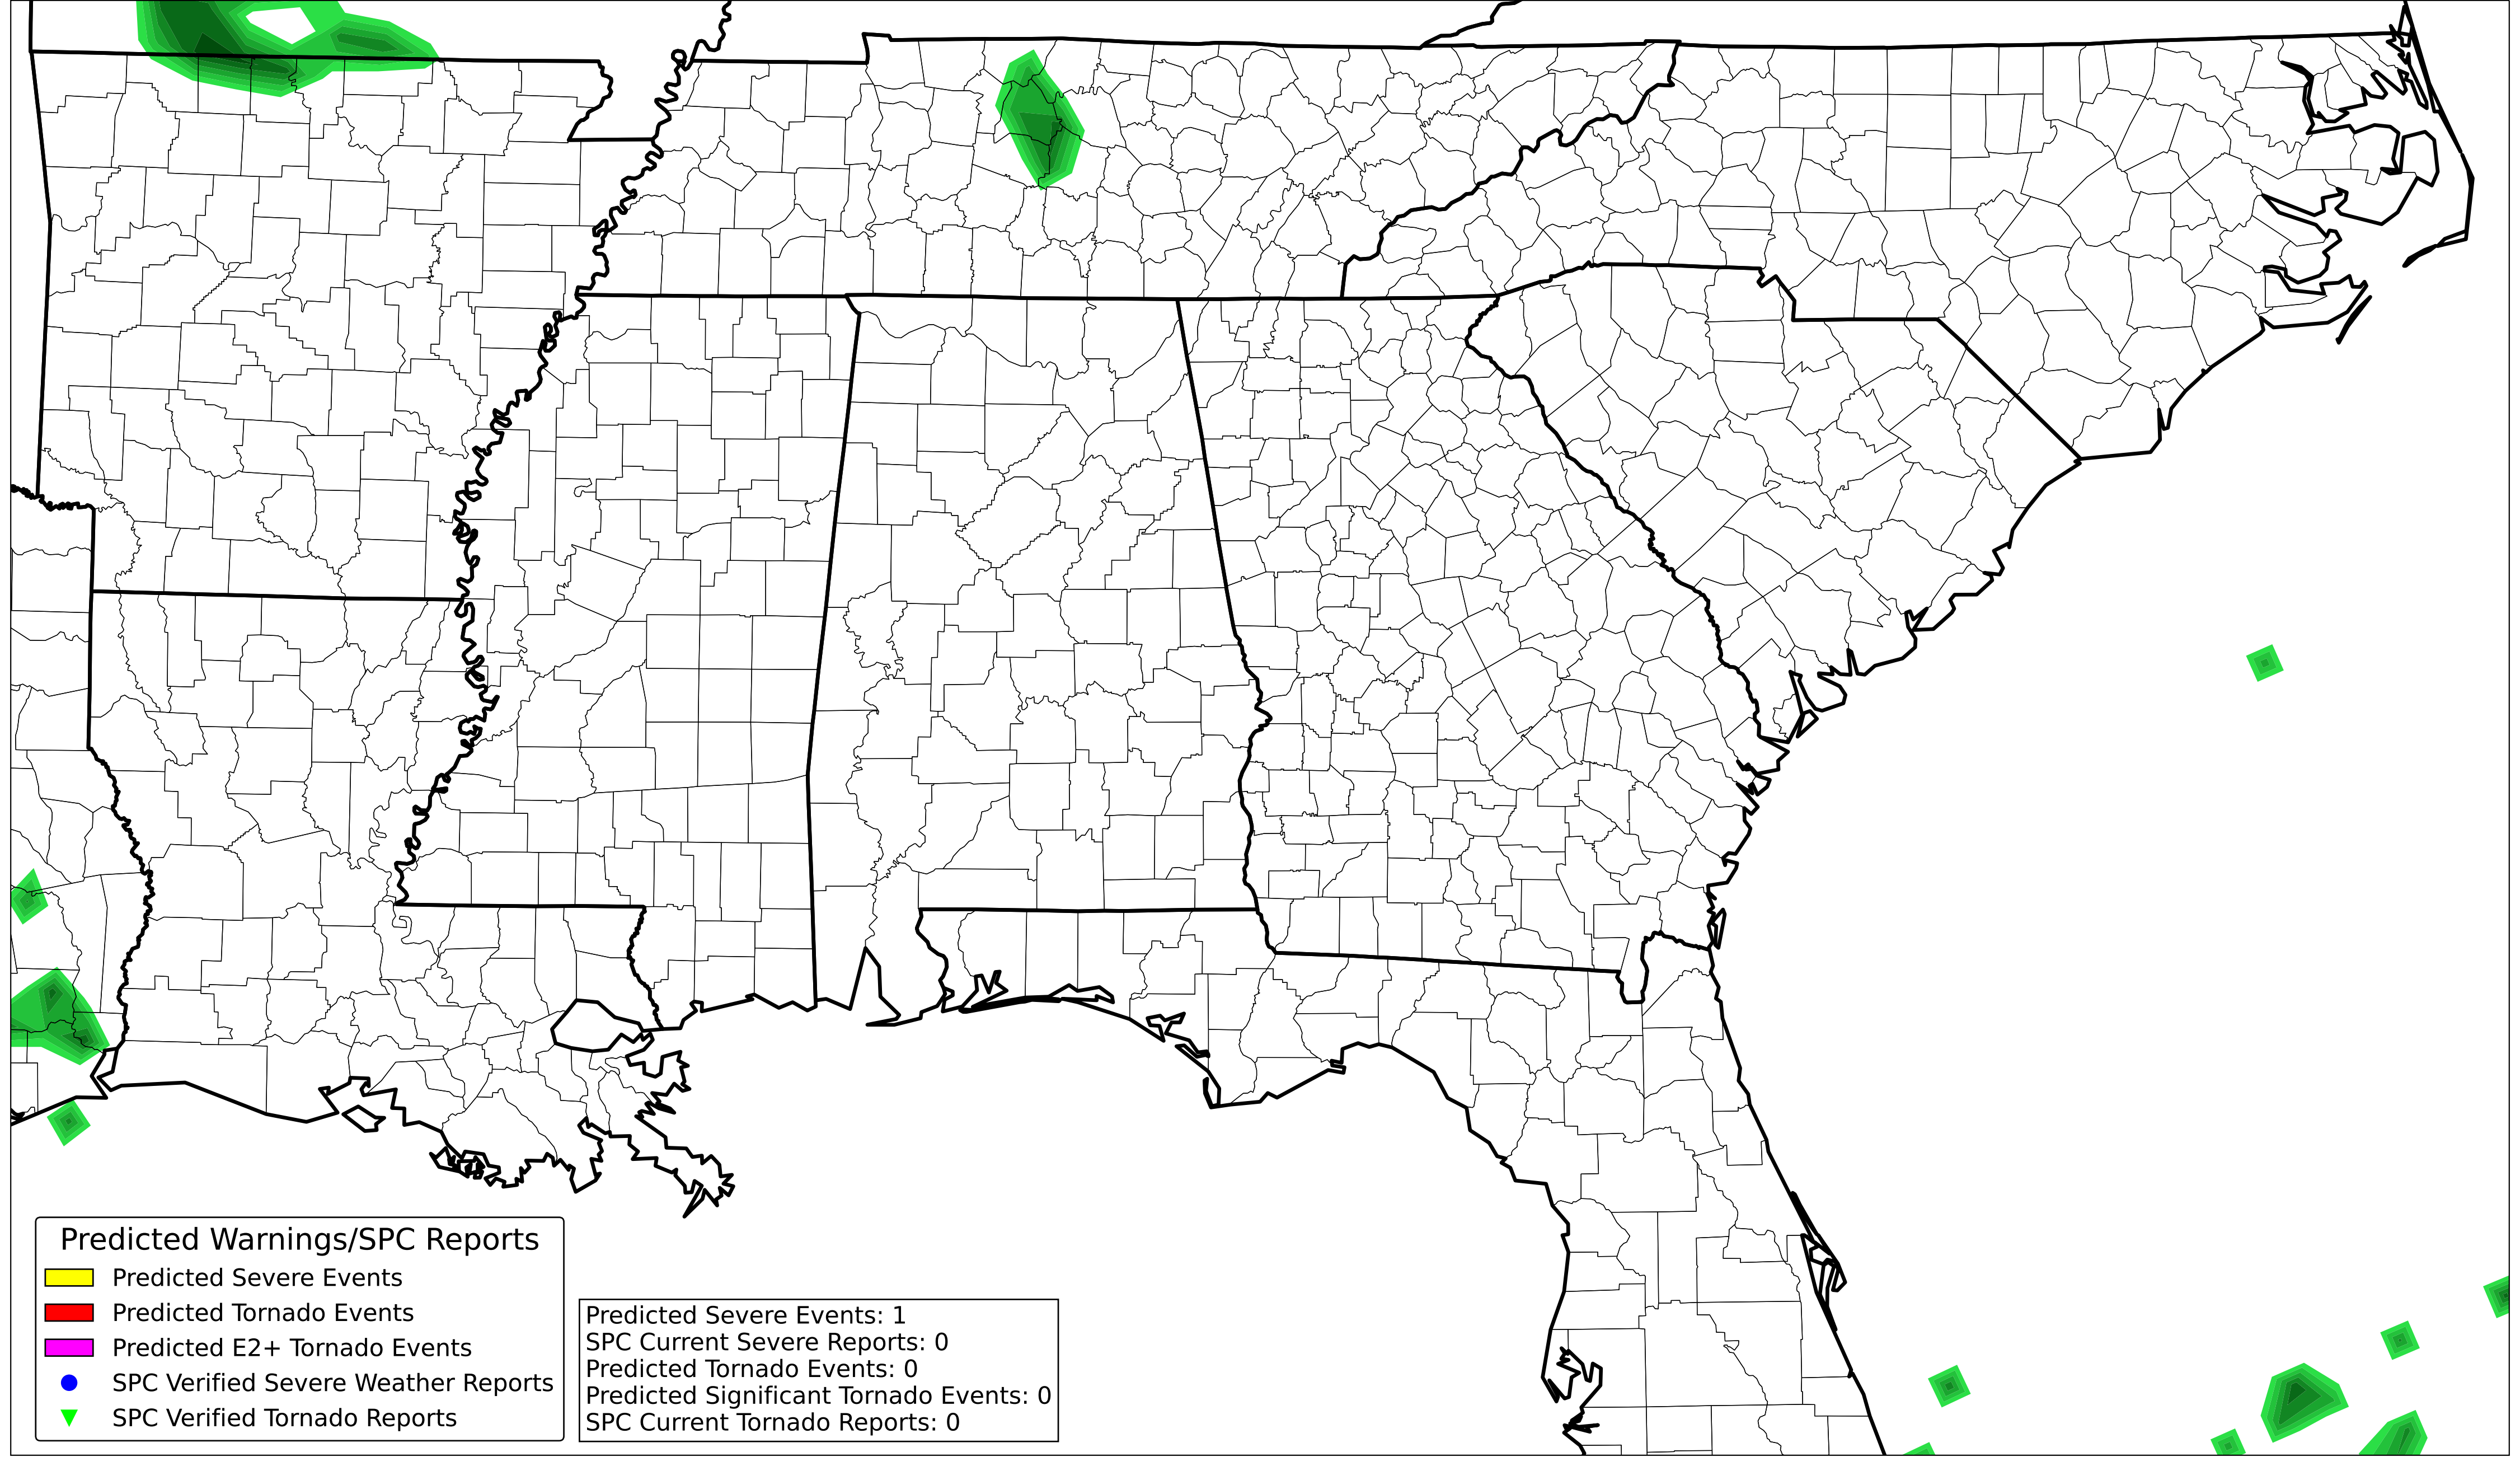 Predicted Warnings/SPC Reports
Predicted Severe Events
Predicted Tornado Events
Predicted E2+ Tornado Events
SPC Verified Severe Weather Reports
SPC Verified Tornado Reports
Predicted Severe Events: 1
SPC Current Severe Reports: 0
Predicted Tornado Events: 0
Predicted Significant Tornado Events: 0
SPC Current Tornado Reports: 0